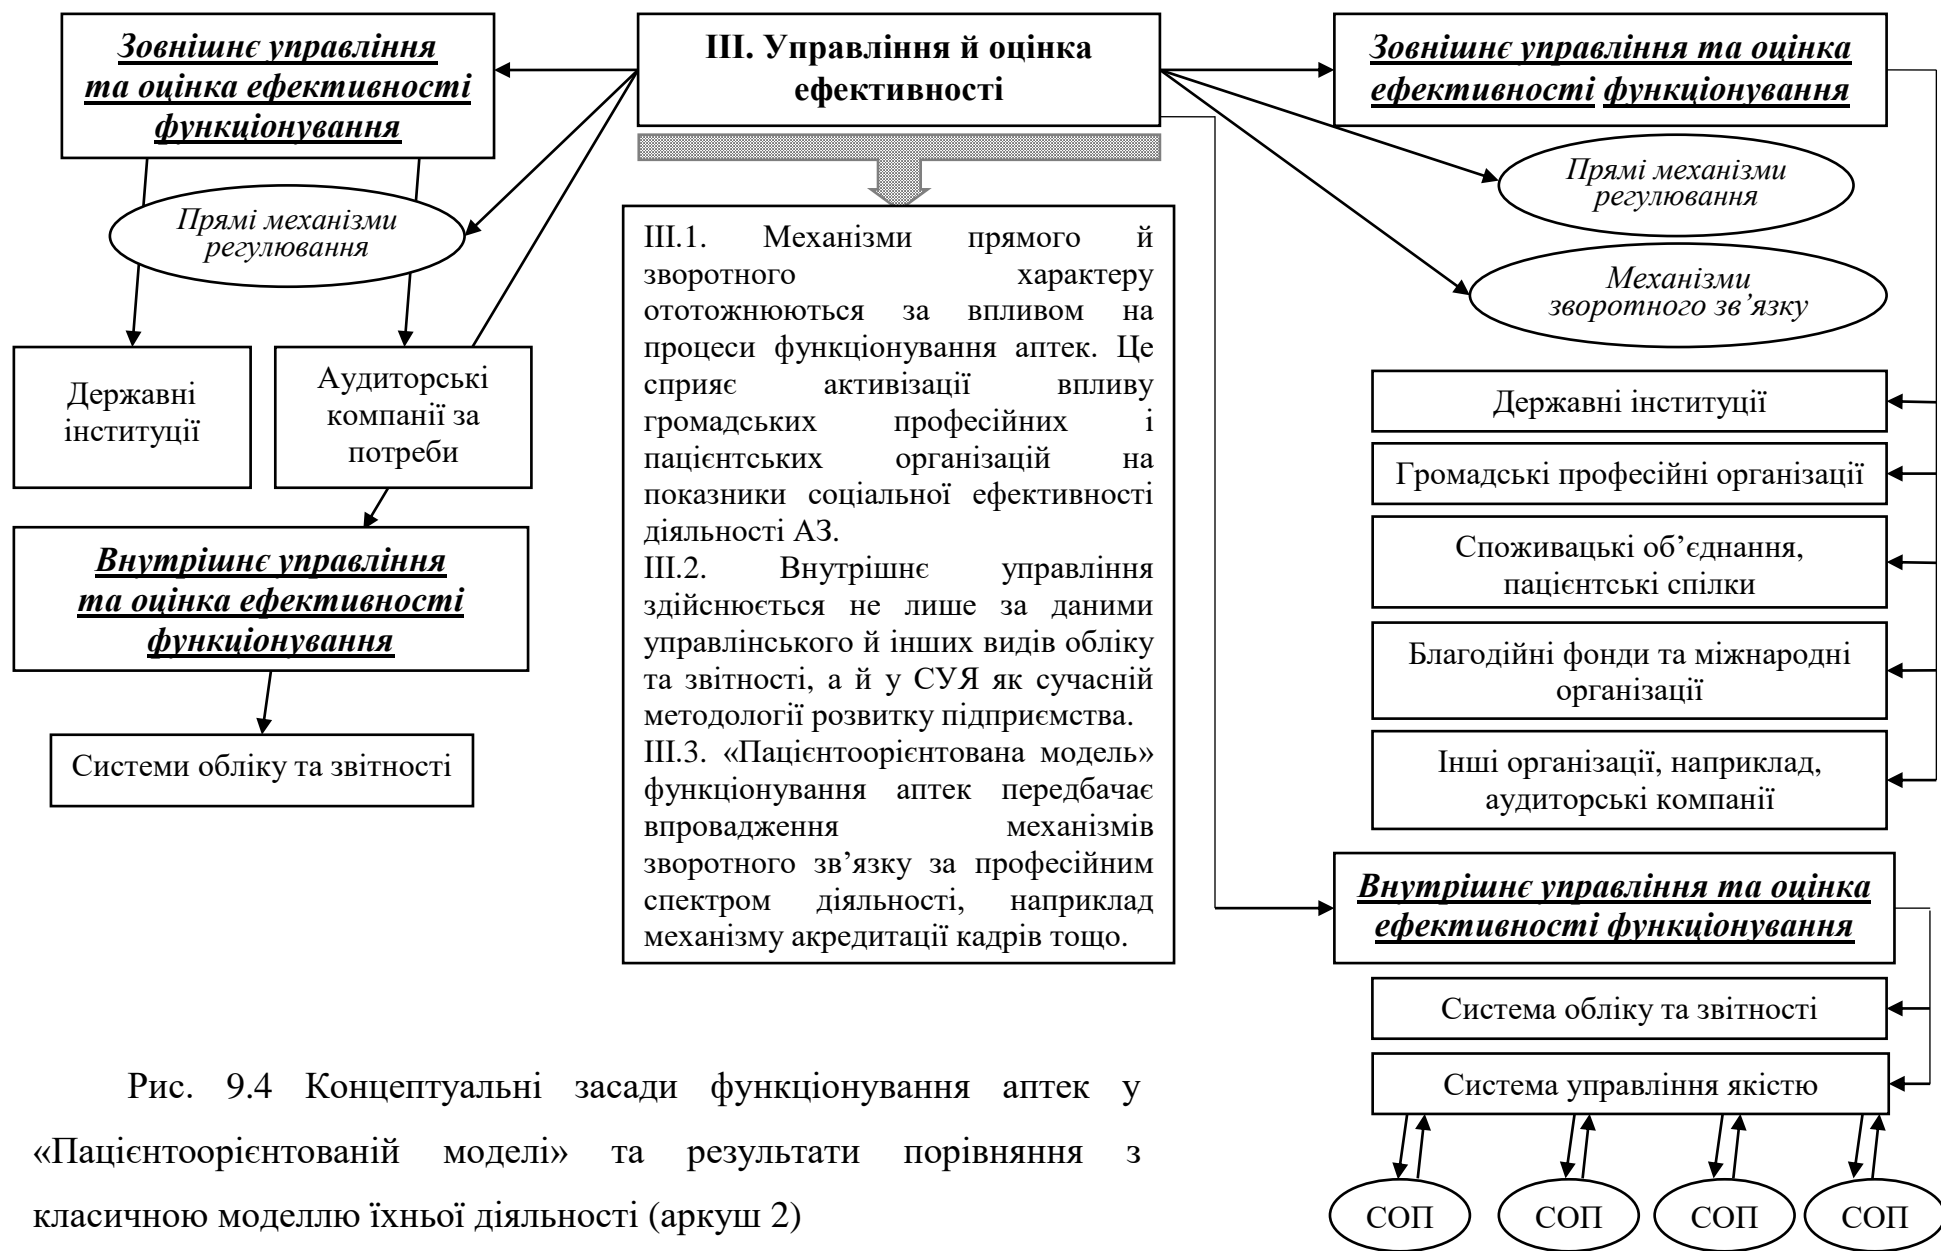 Зовнішнє управління
та оцінка ефективності
функціонування
Прямі механізми
регулювання
Державні
інституції
Аудиторські
компанії за
потреби
Внутрішнє управління
та оцінка ефективності
функціонування
Системи обліку та звітності
ІІІ. Управління й оцінка
ефективності
ІІІ.1. Механізми прямого й
зворотного характеру
ототожнюються за впливом на
процеси функціонування аптек. Це
сприяє активізації впливу
громадських професійних і
пацієнтських організацій на
показники соціальної ефективності
діяльності АЗ.
ІІІ.2. Внутрішнє управління
здійснюється не лише за даними
управлінського й інших видів обліку
та звітності, а й у СУЯ як сучасній
методології розвитку підприємства.
ІІІ.3. «Пацієнтоорієнтована модель»
функціонування аптек передбачає
впровадження механізмів
зворотного зв’язку за професійним
спектром діяльності, наприклад
механізму акредитації кадрів тощо.
Зовнішнє управління та оцінка
ефективності функціонування
Прямі механізми
регулювання
Механізми
зворотного зв’язку
Державні інституції
Громадські професійні організації
Споживацькі об’єднання,
пацієнтські спілки
Благодійні фонди та міжнародні
організації
Інші організації, наприклад,
аудиторські компанії
Внутрішнє управління та оцінка
ефективності функціонування
Система обліку та звітності
Система управління якістю
СОП
СОП
СОП
СОП
Рис. 9.4 Концептуальні засади функціонування аптек у
«Пацієнтоорієнтованій моделі» та результати порівняння з
класичною моделлю їхньої діяльності (аркуш 2)